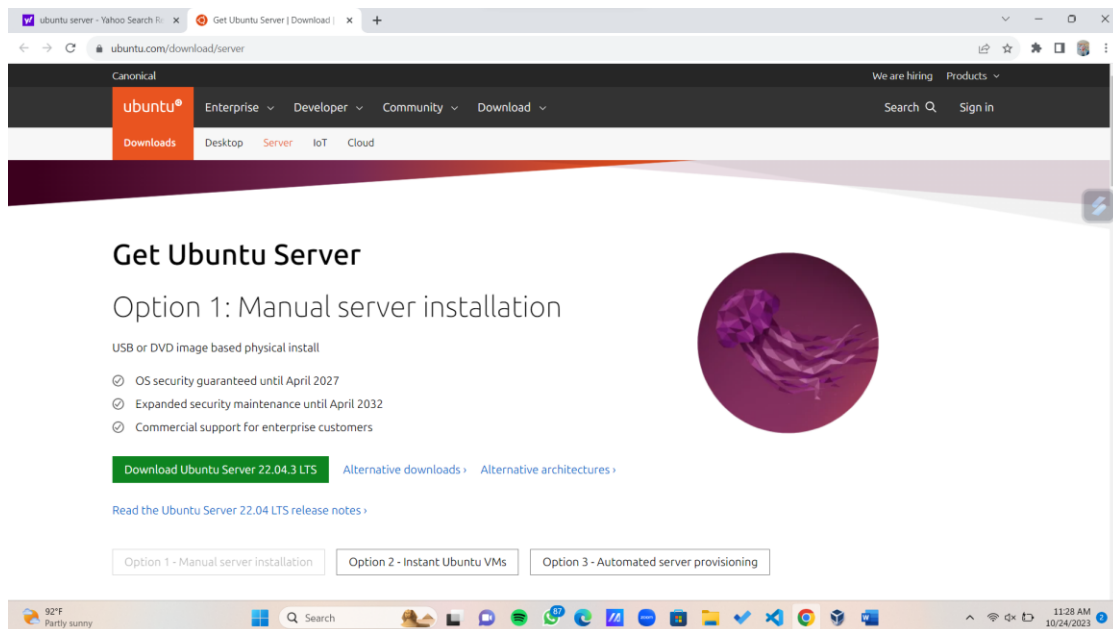 ubuntu server - Yahoo Search Re
Get Ubuntu Server | Download |
ubuntu.com/download/server
Canonical
We are hiring Products
ubuntu® Enterprise Developer Community Download Search Sign in
Downloads Desktop Server IoT Cloud
Get Ubuntu Server
Option 1: Manual server installation
USB or DVD image based physical install
OS security guaranteed until April 2027
Expanded security maintenance until April 2032
Commercial support for enterprise customers
Download Ubuntu Server 22.04.3 LTS Alternative downloads › Alternative architectures ›
Read the Ubuntu Server 22.04 LTS release notes ›
Option 1 - Manual server installation Option 2 - Instant Ubuntu VMs Option 3 - Automated server provisioning
92°F
Partly sunny
Search
87
11:28 AM
10/24/2023
2